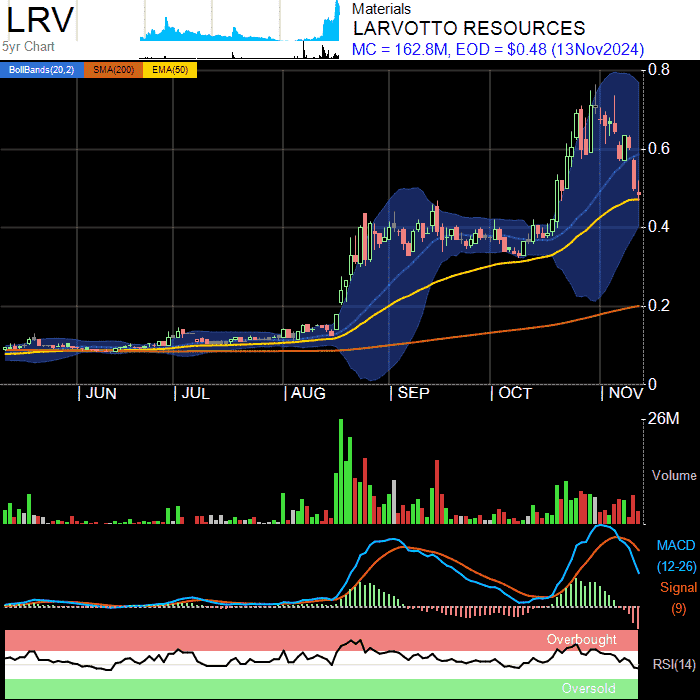 LRV
5yr Chart
Materials
LARVOTTO RESOURCES
MC = 162.8M, EOD = $0.48 (13Nov2024)
BollBands(20,2) SMA(200) EMA(50)
0.8
0.6
0.4
0.2
0
JUN JUL AUG SEP OCT NOV
26M
Volume
MACD
(12-26)
Signal
(9)
Overbought
RSI(14)
Oversold